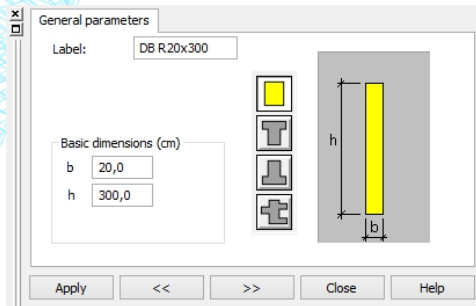 General parameters
Label: DB R20x300
Basic dimensions (cm)
b 20,0
h 300,0
h
b
Apply << >> Close Help